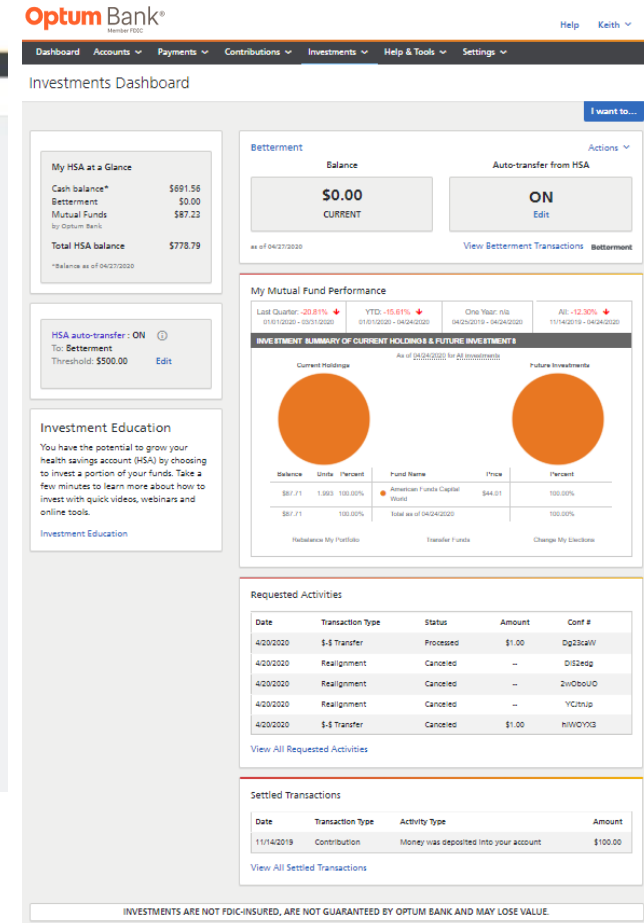 Optum Bank®
Member FDIC
Help Keith
Dashboard Accounts Payments Contributions Investments Help & Tools Settings
Investments Dashboard
I want to...
My HSA at a Glance
Cash balance* $691.56
Betterment $0.00
Mutual Funds $87.23
by Optum Bank
Total HSA balance $778.79
*Balance as of 04/27/2020
HSA auto-transfer : ON
To: Betterment
Threshold: $500.00 Edit
Investment Education
You have the potential to grow your
health savings account (HSA) by choosing
to invest a portion of your funds. Take a
few minutes to learn more about how to
invest with quick videos, webinars and
online tools.
Investment Education
Betterment Actions
Balance Auto-transfer from HSA
$0.00 ON
CURRENT Edit
as of 04/27/2020 View Betterment Transactions Betterment
My Mutual Fund Performance
Last Quarter: -20.81% YTD: -15.61% One Year: n/a All: -12.30%
01/01/2020 - 03/31/2020 01/01/2020 - 04/24/2020 04/25/2019 - 04/24/2020 11/14/2019 - 04/24/2020
INVESTMENT SUMMARY OF CURRENT HOLDINGS & FUTURE INVESTMENTS
As of 04/24/2020 for All investments
Current Holdings Future Investments
Balance Units Percent Fund Name Price Percent
$87.71 1.993 100.00% American Funds Capital World $44.01 100.00%
$87.71 100.00% Total as of 04/24/2020 100.00%
Rebalance My Portfolio Transfer Funds Change My Elections
Requested Activities
Date Transaction Type Status Amount Conf #
4/20/2020 $-$ Transfer Processed $1.00 Dg23caW
4/20/2020 Realignment Canceled --
4/20/2020 Realignment Canceled -- 2wOboUO
4/20/2020 Realignment Canceled --
4/20/2020 $-$ Transfer Canceled $1.00
View All Requested Activities
Settled Transactions
Date Transaction Type Activity Type Amount
11/14/2019 Contribution Money was deposited into your account $100.00
View All Settled Transactions
INVESTMENTS ARE NOT FDIC-INSURED, ARE NOT GUARANTEED BY OPTUM BANK AND MAY LOSE VALUE.